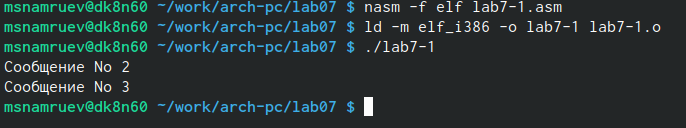 msnamruev@dk8n60 ~/work/arch-pc/lab07 $ nasm -f elf lab7-1.asm
msnamruev@dk8n60 ~/work/arch-pc/lab07 $ ld -m elf_i386 -o lab7-1 lab7-1.o
msnamruev@dk8n60 ~/work/arch-pc/lab07 $ ./lab7-1
Сообщение No 2
Сообщение No 3
msnamruev@dk8n60 ~/work/arch-pc/lab07 $